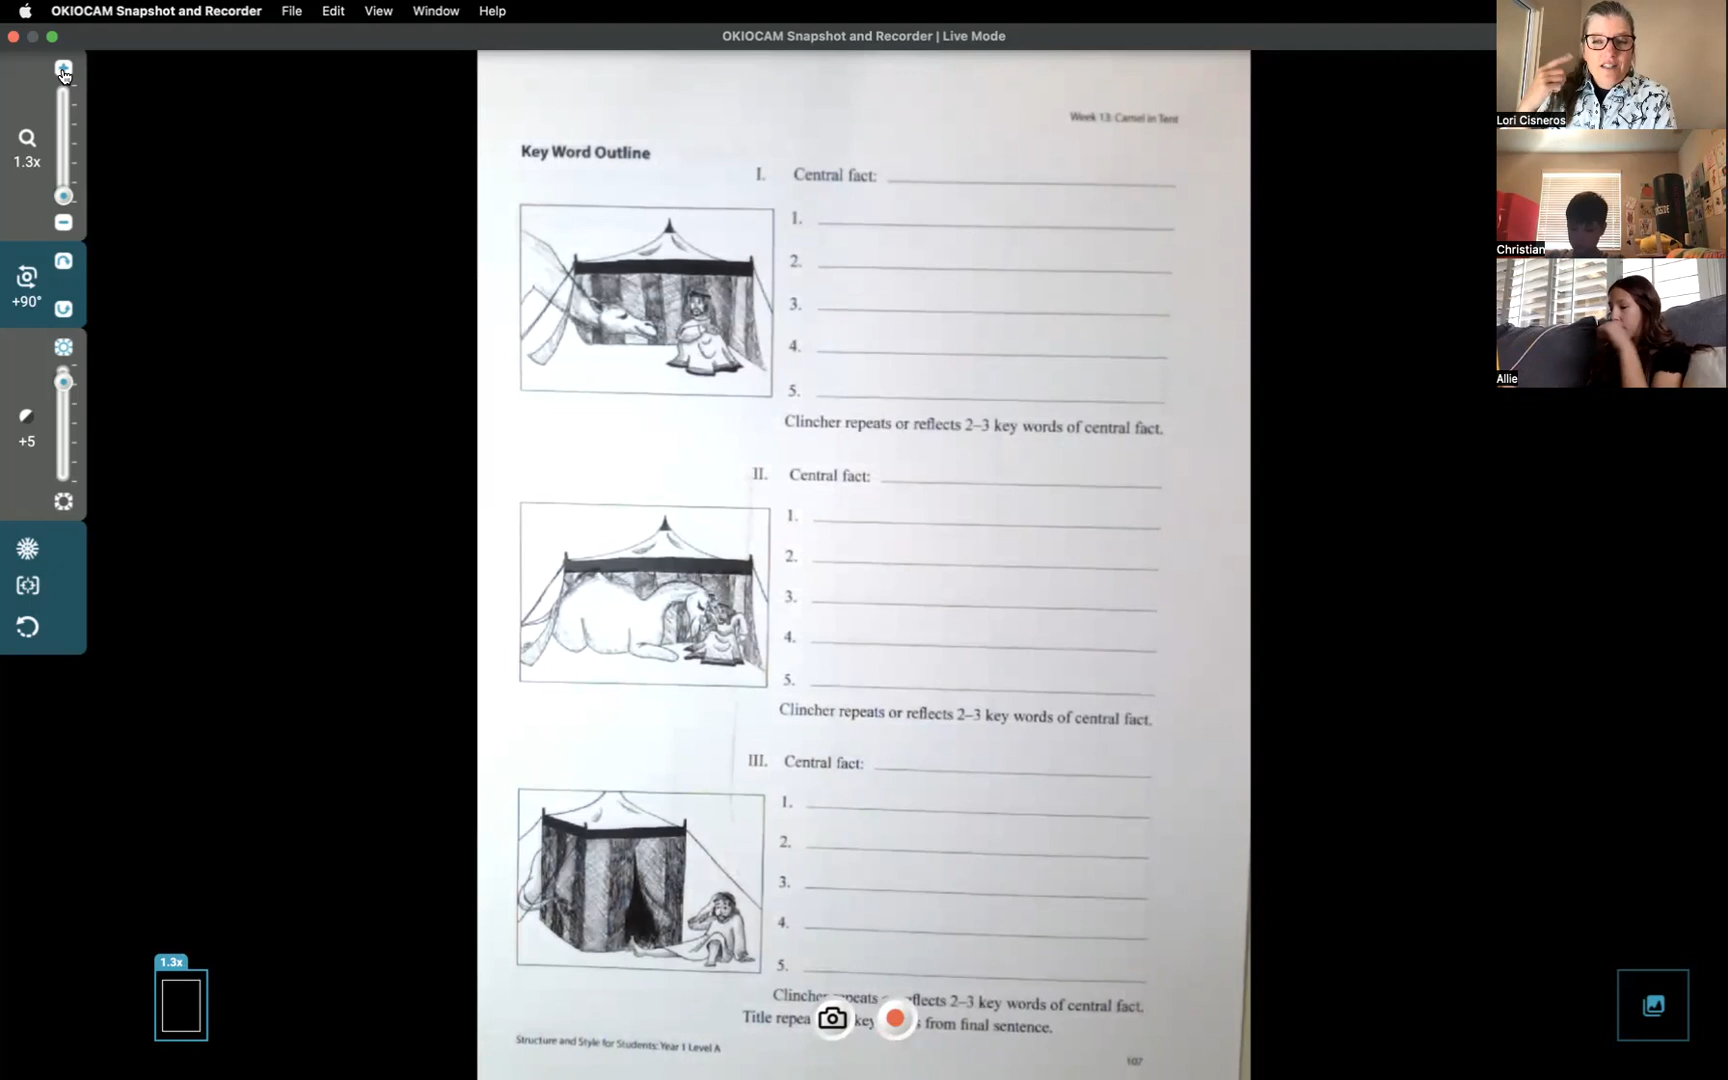 OKIOCAM Snapshot and Recorder File Edit View Window Help
OKIOCAM Snapshot and Recorder | Live Mode
1.3x
+90°
+5
1.3x
Lori Cisneros
Christian
Allie
Week 13: Camel in Tent
Key Word Outline
I. Central fact:
1.
2.
3.
4.
5.
Clincher repeats or reflects 2–3 key words of central fact.
II. Central fact:
1.
2.
3.
4.
5.
Clincher repeats or reflects 2–3 key words of central fact.
III. Central fact:
1.
2.
3.
4.
5.
Clincher repeats flects 2–3 key words of central fact.
Title repea key s from final sentence.
Structure and Style for Students: Year 1 Level A
107